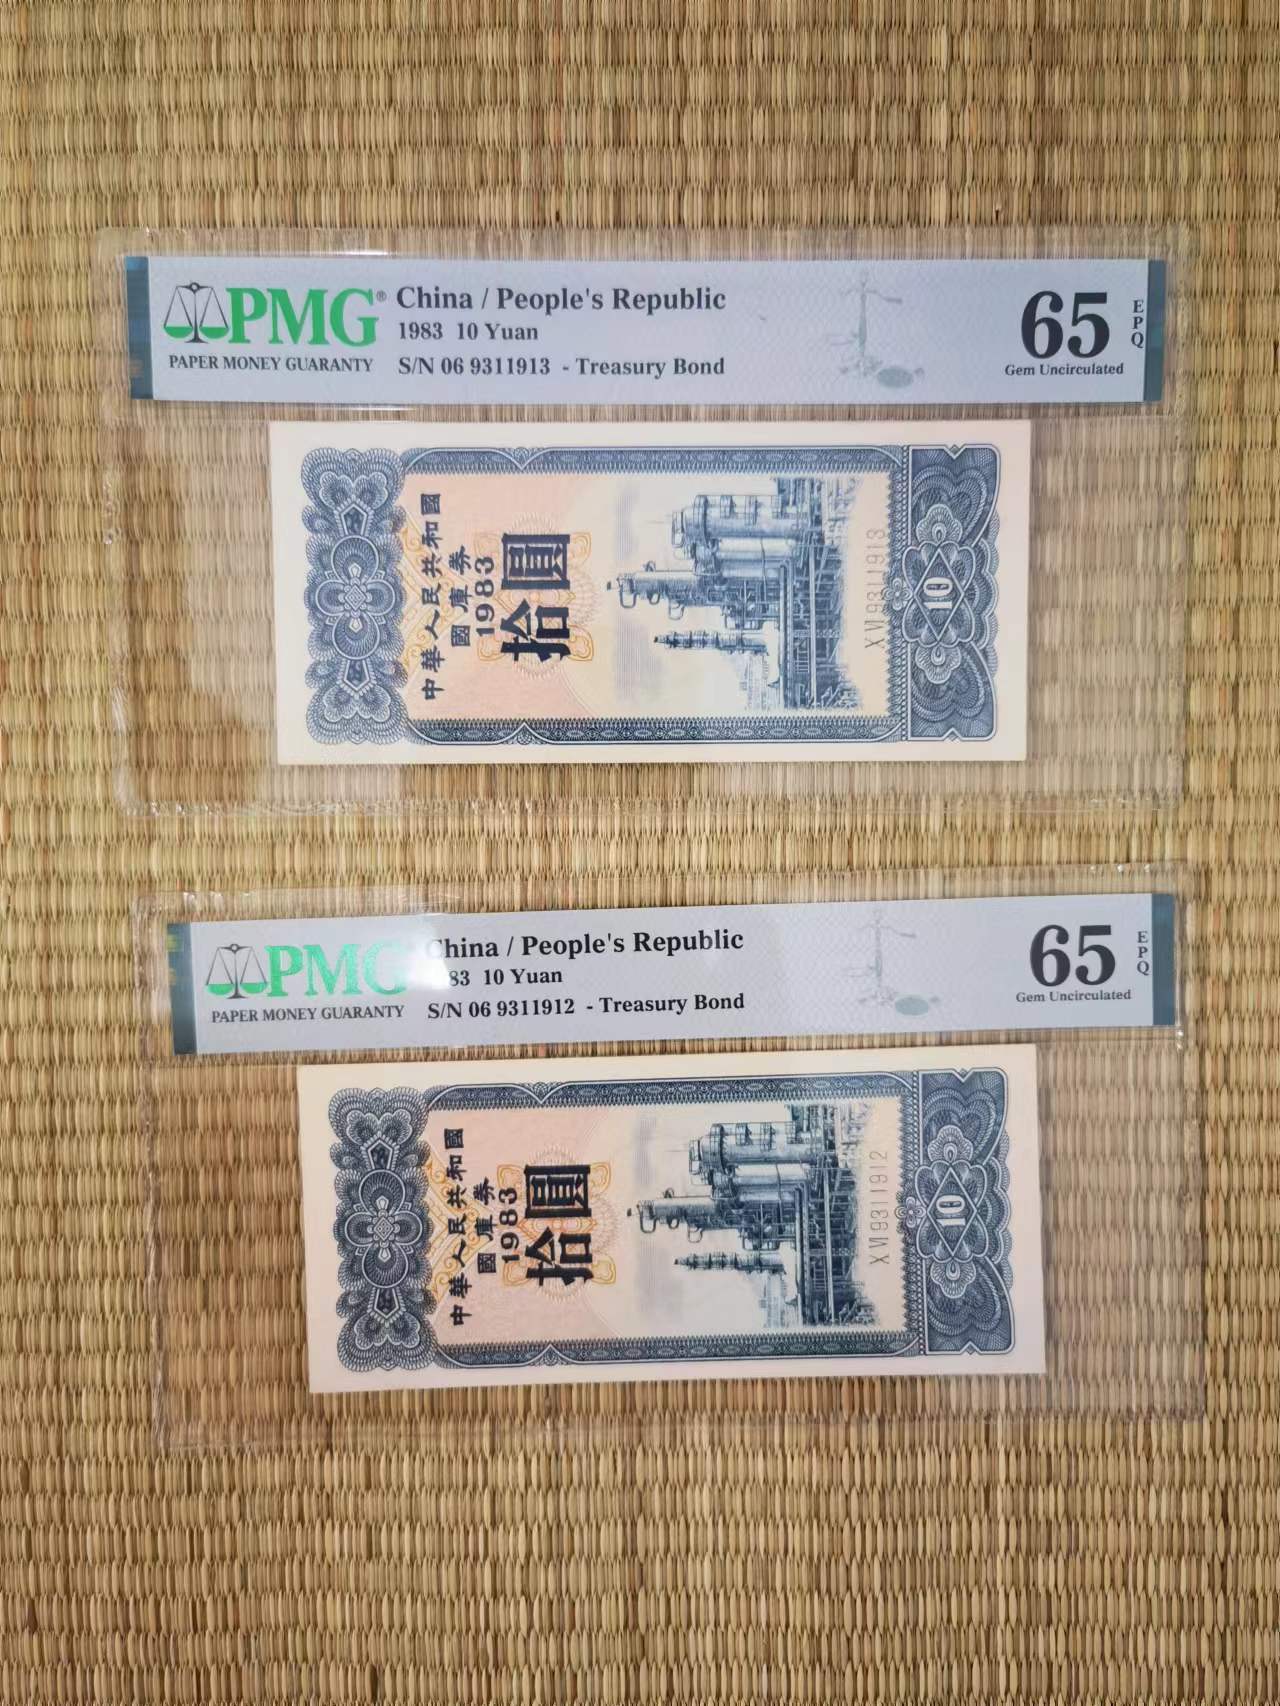 PMG®
PAPER MONEY GUARANTY
China / People's Republic
1983 10 Yuan
S/N 06 9311913 - Treasury Bond
65
EPQ
Gem Uncirculated
中華人民共和國
國庫券
1983
拾圓
XVI9311913
10
PMG
PAPER MONEY GUARANTY
China / People's Republic
83 10 Yuan
S/N 06 9311912 - Treasury Bond
65
EPQ
Gem Uncirculated
中華人民共和國
國庫券
1983
拾圓
XVI9311912
10